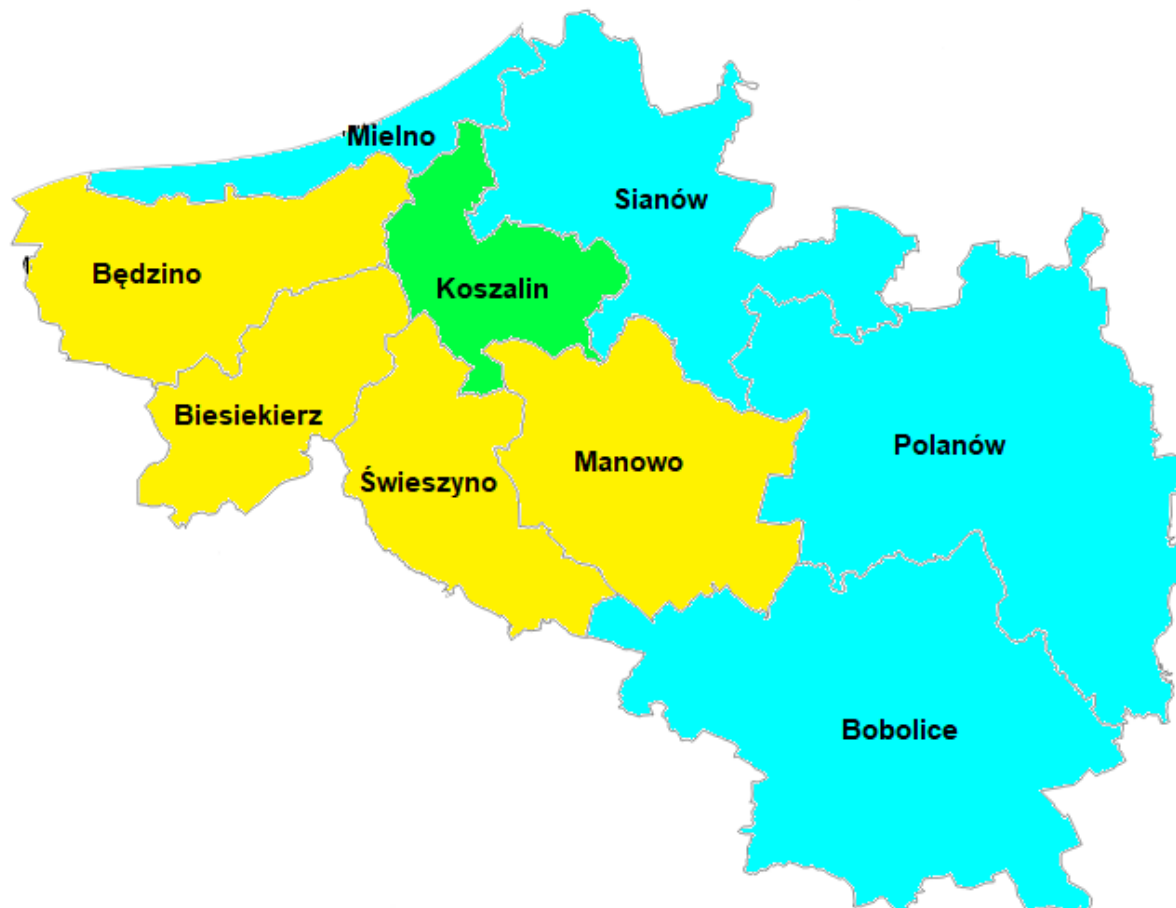 Mielno
Sianów
Będzino
Koszalin
Biesiekierz
Polanów
Manowo
Świeszyno
Bobolice